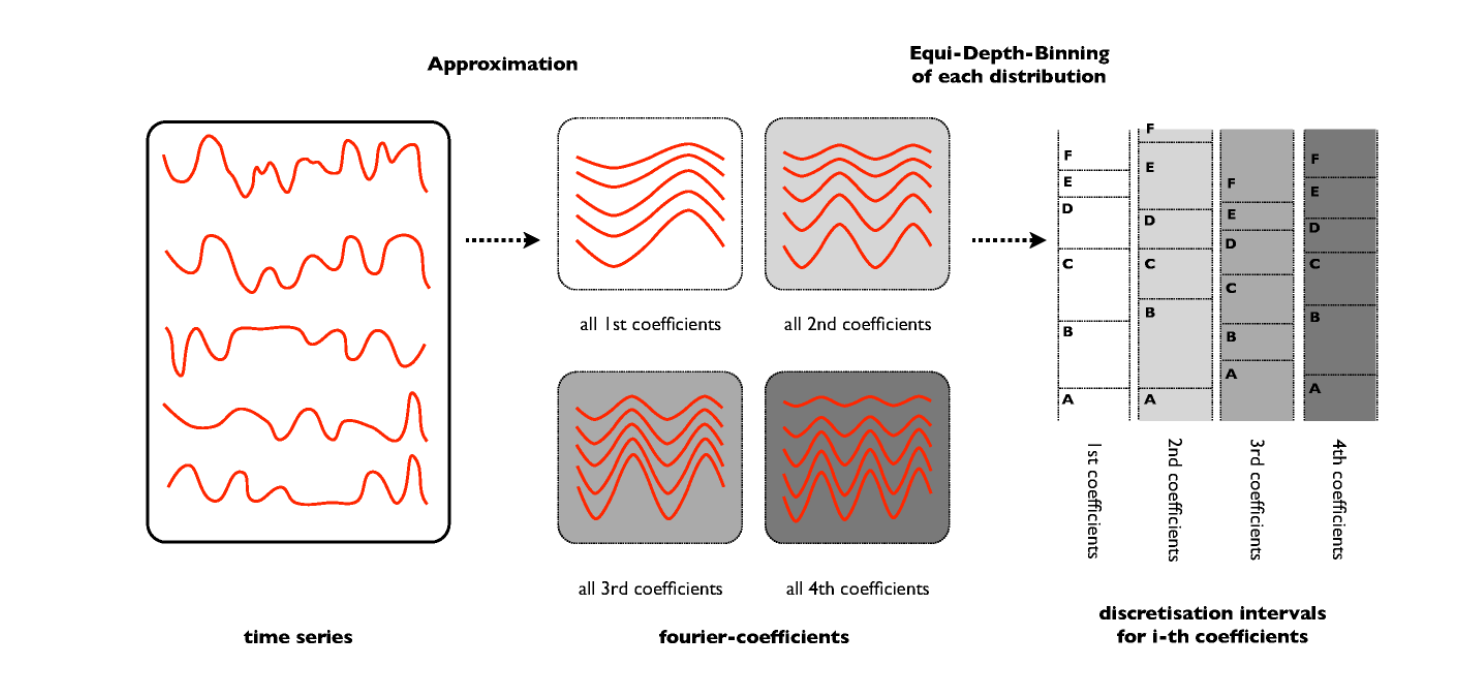 Approximation
Equi-Depth-Binning
of each distribution
all 1st coefficients
all 2nd coefficients
all 3rd coefficients
all 4th coefficients
time series
fourier-coefficients
F
E
D
C
B
A
F
E
D
C
B
A
F
E
D
C
B
A
F
E
D
C
B
A
1st coefficients
2nd coefficients
3rd coefficients
4th coefficients
discretisation intervals
for i-th coefficients